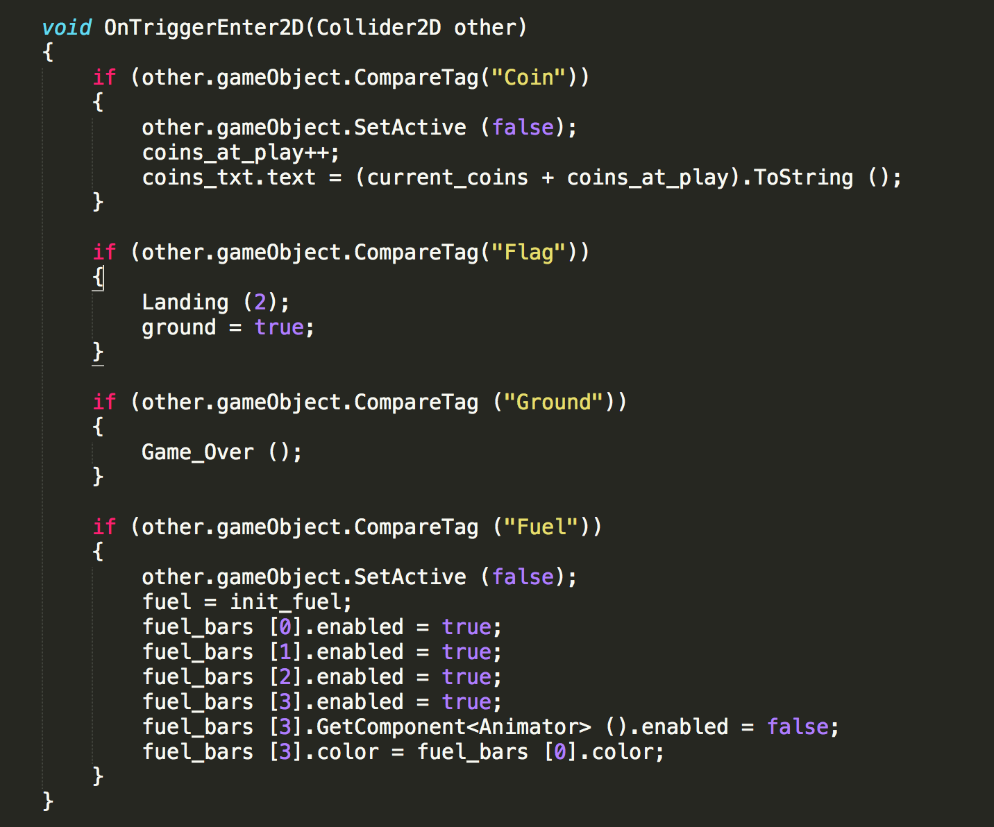 void OnTriggerEnter2D(Collider2D other)
{
    if (other.gameObject.CompareTag("Coin"))
    {
        other.gameObject.SetActive (false);
        coins_at_play++;
        coins_txt.text = (current_coins + coins_at_play).ToString ();
    }

    if (other.gameObject.CompareTag("Flag"))
    {
        Landing (2);
        ground = true;
    }

    if (other.gameObject.CompareTag ("Ground"))
    {
        Game_Over ();
    }

    if (other.gameObject.CompareTag ("Fuel"))
    {
        other.gameObject.SetActive (false);
        fuel = init_fuel;
        fuel_bars [0].enabled = true;
        fuel_bars [1].enabled = true;
        fuel_bars [2].enabled = true;
        fuel_bars [3].enabled = true;
        fuel_bars [3].GetComponent<Animator> ().enabled = false;
        fuel_bars [3].color = fuel_bars [0].color;
    }
}